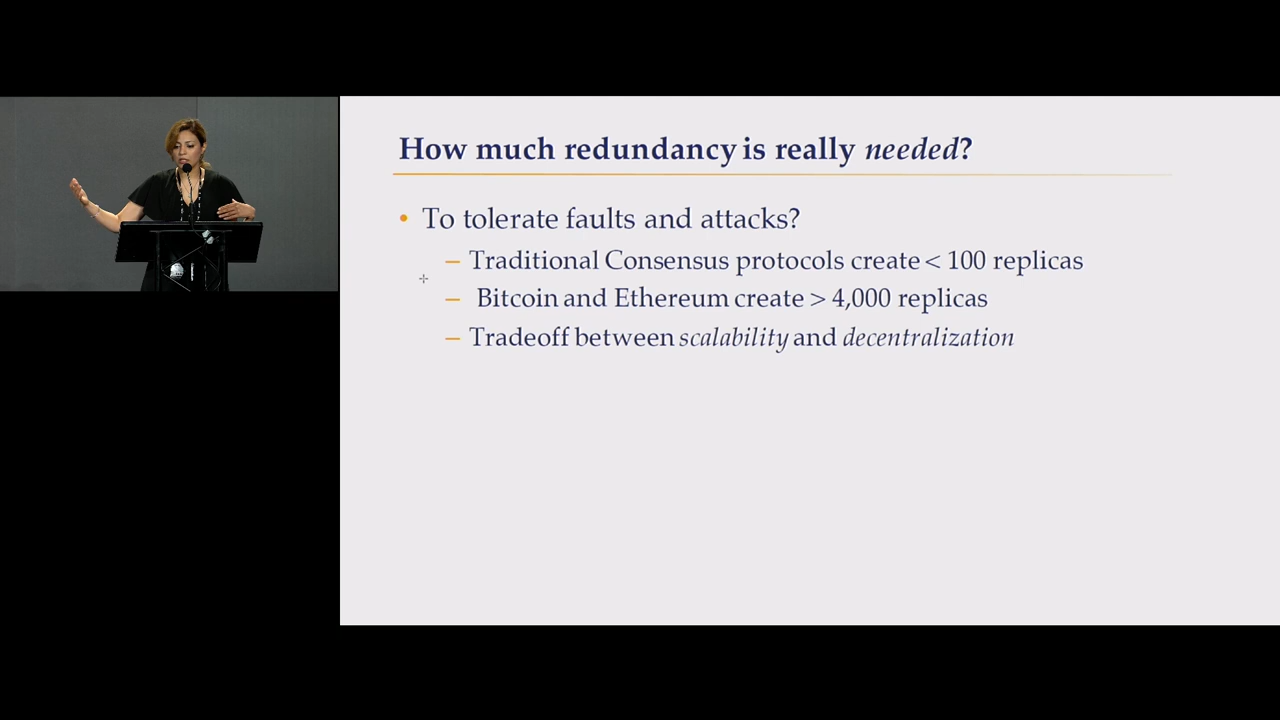 How much redundancy is really needed?
• To tolerate faults and attacks?
– Traditional Consensus protocols create < 100 replicas
– Bitcoin and Ethereum create > 4,000 replicas
– Tradeoff between scalability and decentralization